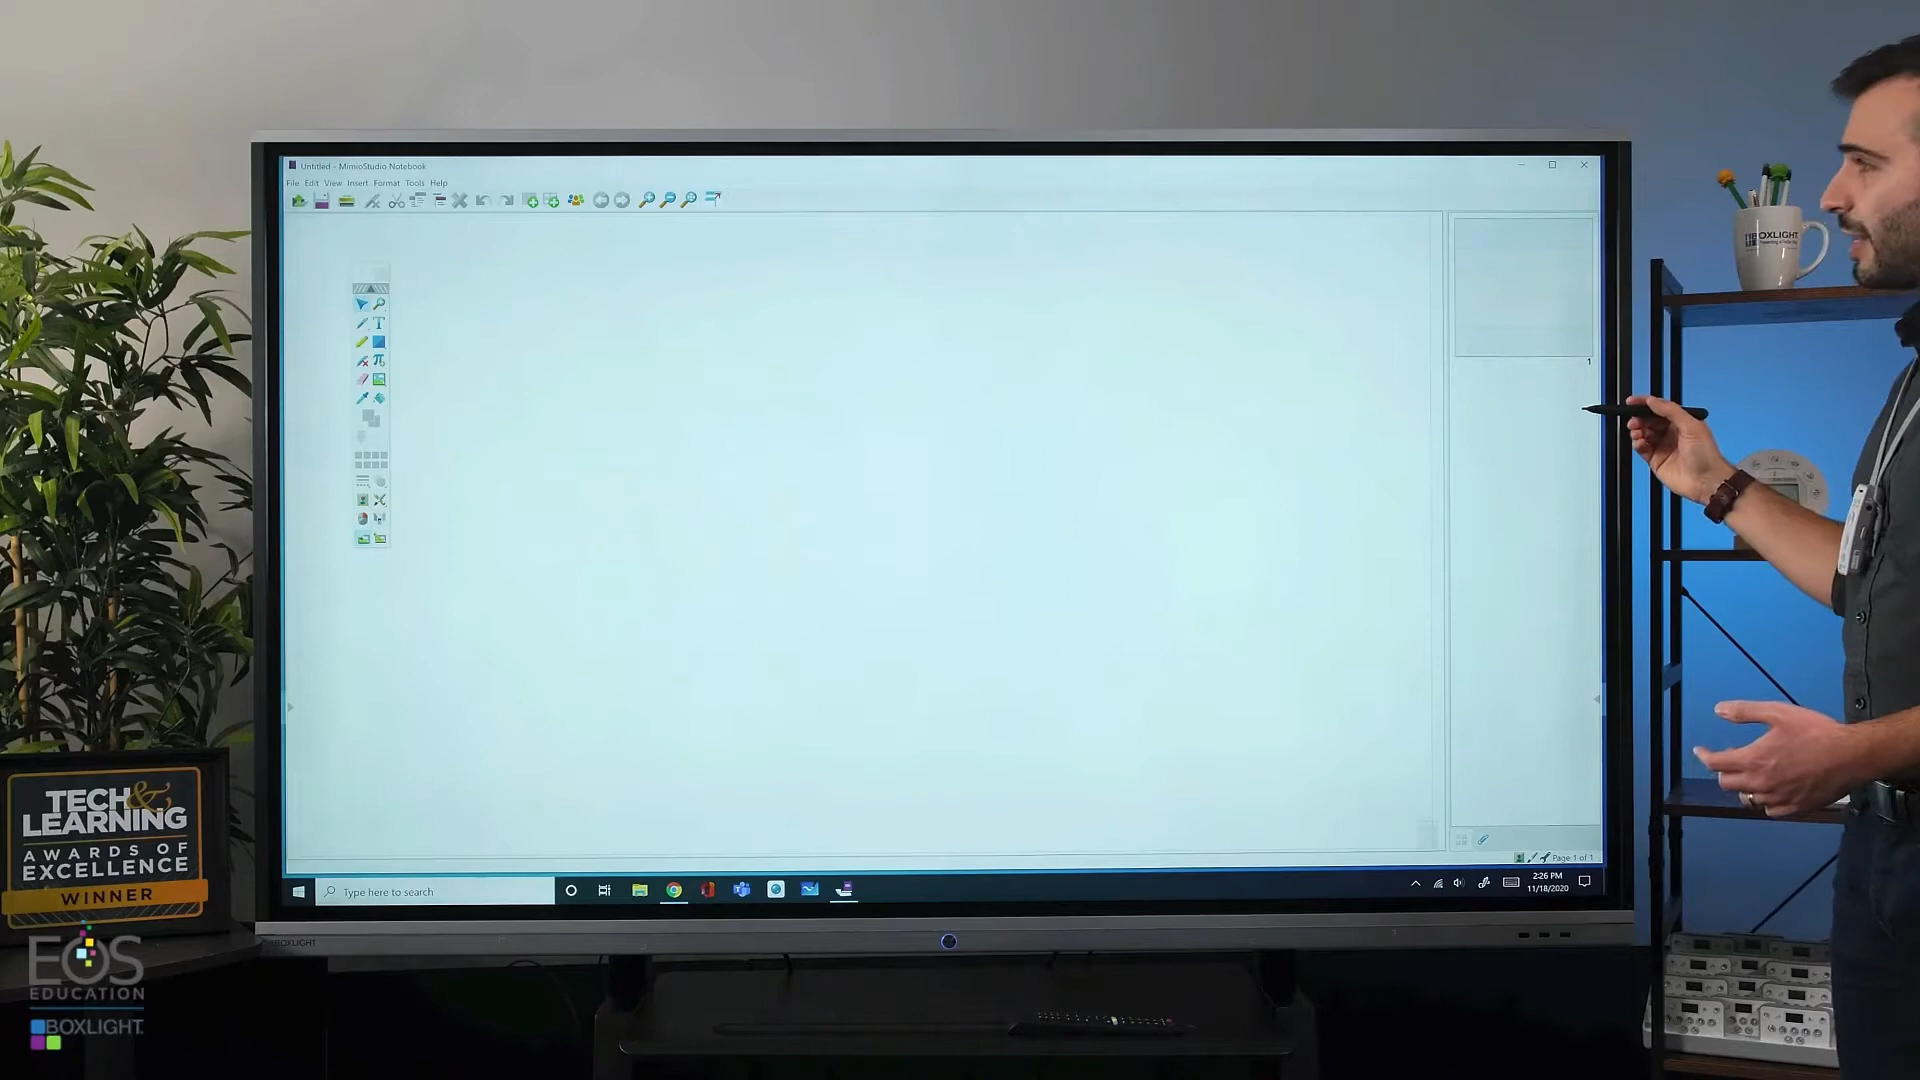 Untitled - MimioStudio Notebook
File Edit View Insert Format Tools Help
1
Page 1 of 1
Type here to search
2:26 PM
11/18/2020
BOXLIGHT
BOXLIGHT
TECH & LEARNING
AWARDS OF
EXCELLENCE
WINNER
EOS
EDUCATION
BOXLIGHT